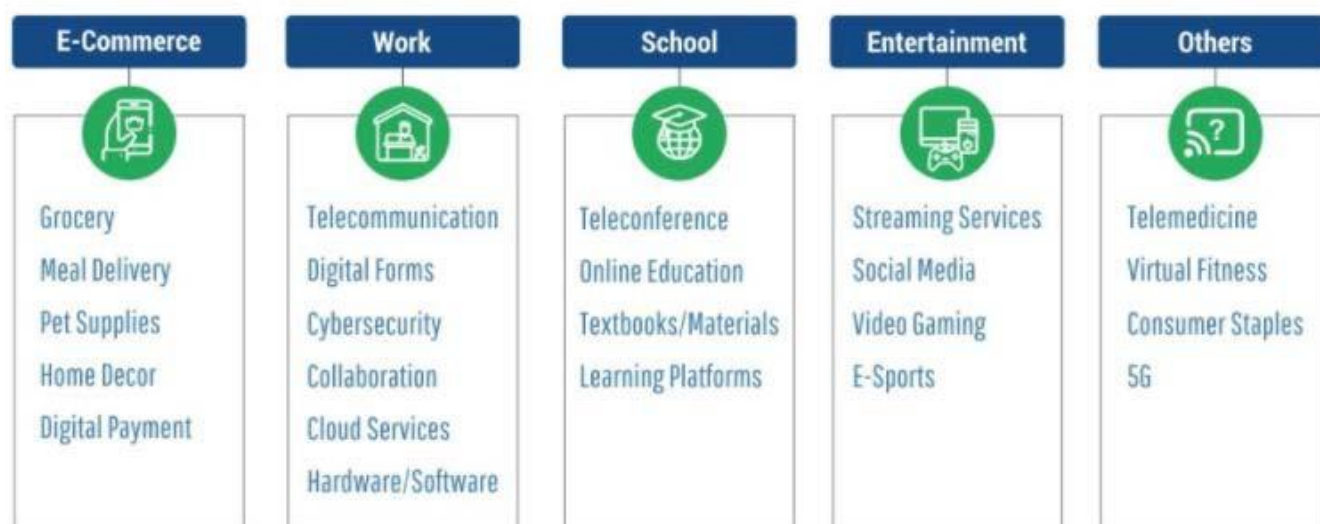 E-Commerce
Grocery
Meal Delivery
Pet Supplies
Home Decor
Digital Payment
Work
Telecommunication
Digital Forms
Cybersecurity
Collaboration
Cloud Services
Hardware/Software
School
Teleconference
Online Education
Textbooks/Materials
Learning Platforms
Entertainment
Streaming Services
Social Media
Video Gaming
E-Sports
Others
?
Telemedicine
Virtual Fitness
Consumer Staples
5G